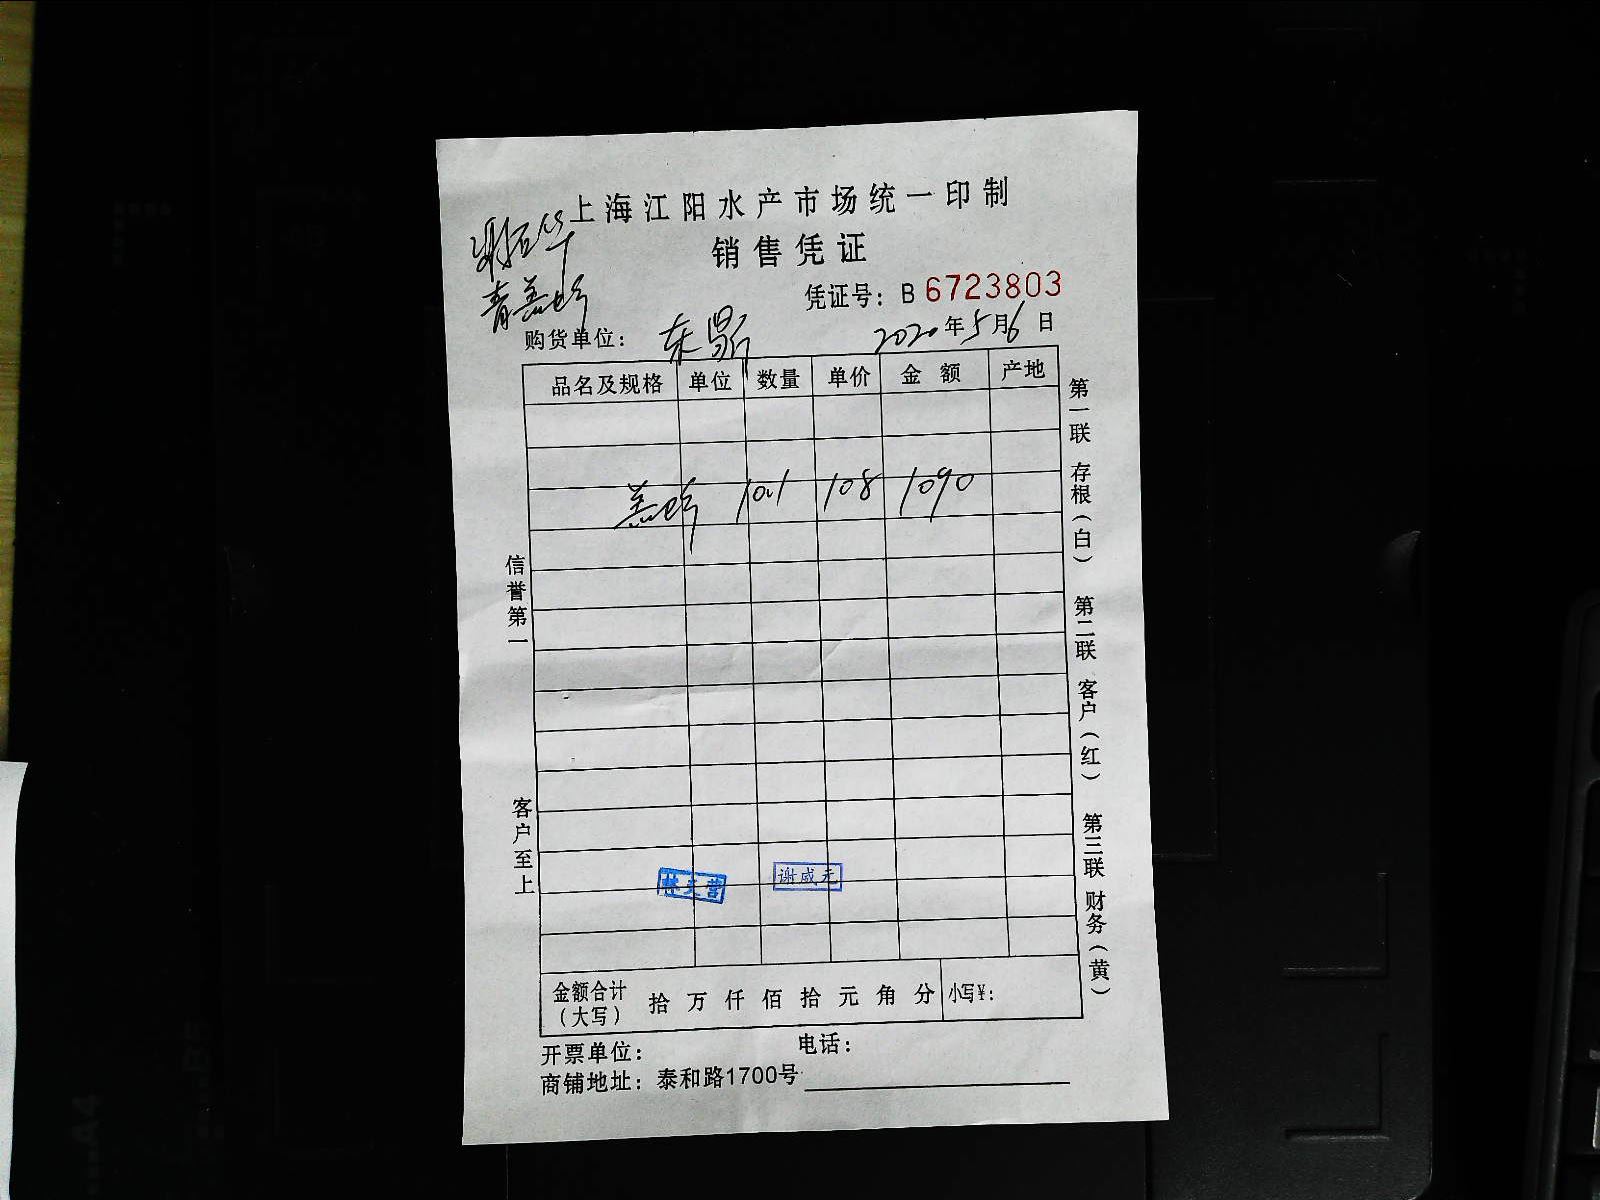 上海江阳水产市场统一印制
销售凭证
凭证号：B 6723803
购货单位：东鼎
2020年5月6日
品名及规格 单位 数量 单价 金额 产地
10.1 108 1090
信誉第一
客户至上
第一联 存根（白） 第二联 客户（红） 第三联 财务（黄）
谢咸元
金额合计（大写） 拾 万 仟 佰 拾 元 角 分 小写¥：
开票单位： 电话：
商铺地址：泰和路1700号